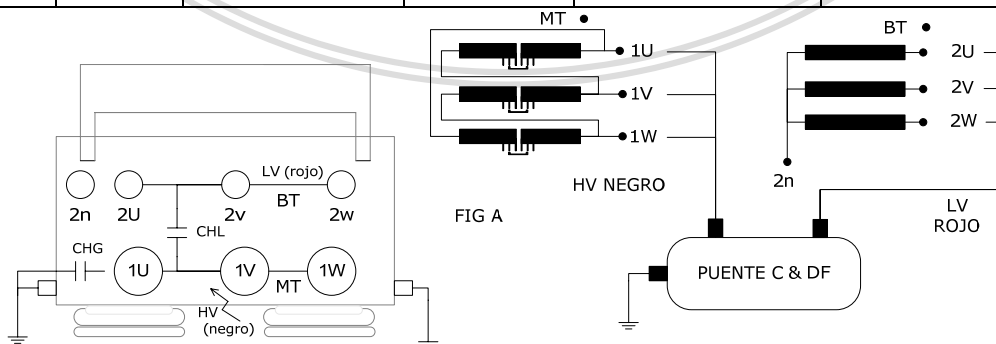 MT
BT
1U
2U
1V
2V
1W
2W
2n
HV NEGRO
FIG A
LV
ROJO
PUENTE C & DF
LV (rojo)
BT
2n 2U 2v 2w
CHL
CHG
1U 1V 1W
MT
HV
(negro)